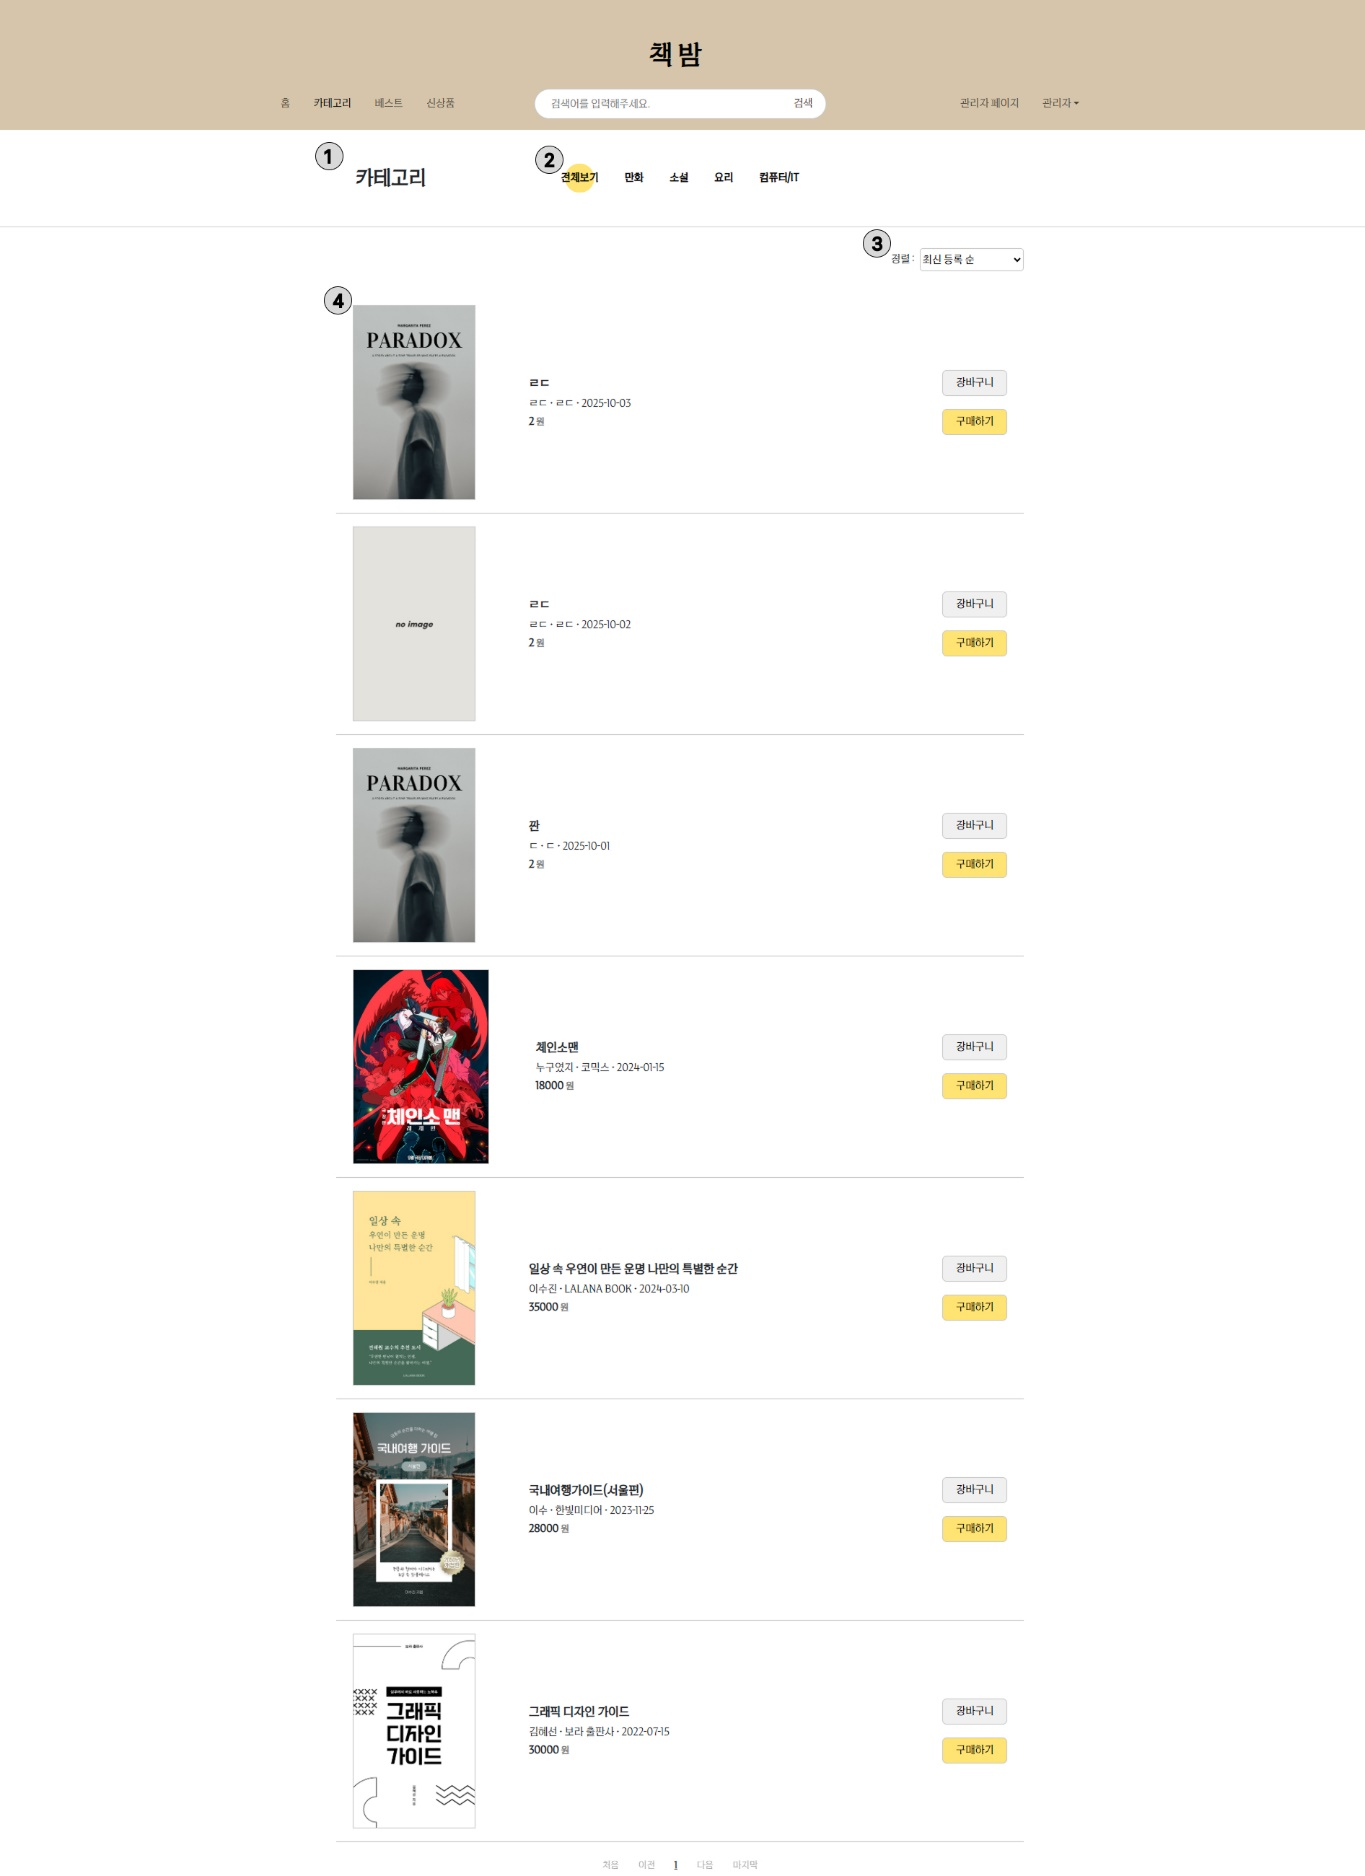 책 밤
홈 카테고리 베스트 신상품 검색어를 입력해주세요. 검색 관리자 페이지 관리자
1 카테고리
2 전체보기 만화 소설 요리 컴퓨터/IT
3 정렬 : 최신 등록 순
4
MARGARITA PEREZ
PARADOX
ㄹㄷ
ㄹㄷ · ㄹㄷ · 2025-10-03
2 원
장바구니
구매하기
no image
ㄹㄷ
ㄹㄷ · ㄹㄷ · 2025-10-02
2 원
장바구니
구매하기
MARGARITA PEREZ
PARADOX
짠
ㄷ · ㄷ · 2025-10-01
2 원
장바구니
구매하기
체인소 맨
레제편
체인소맨
누구였지 · 코믹스 · 2024-01-15
18000 원
장바구니
구매하기
일상 속
우연이 만든 운명
나만의 특별한 순간
일상 속 우연이 만든 운명 나만의 특별한 순간
이수진 · LALANA BOOK · 2024-03-10
35000 원
장바구니
구매하기
국내여행 가이드
국내여행가이드(서울편)
이수 · 한빛미디어 · 2023-11-25
28000 원
장바구니
구매하기
보라 출판사
그래픽
디자인
가이드
그래픽 디자인 가이드
김혜선 · 보라 출판사 · 2022-07-15
30000 원
장바구니
구매하기
처음 이전 1 다음 마지막